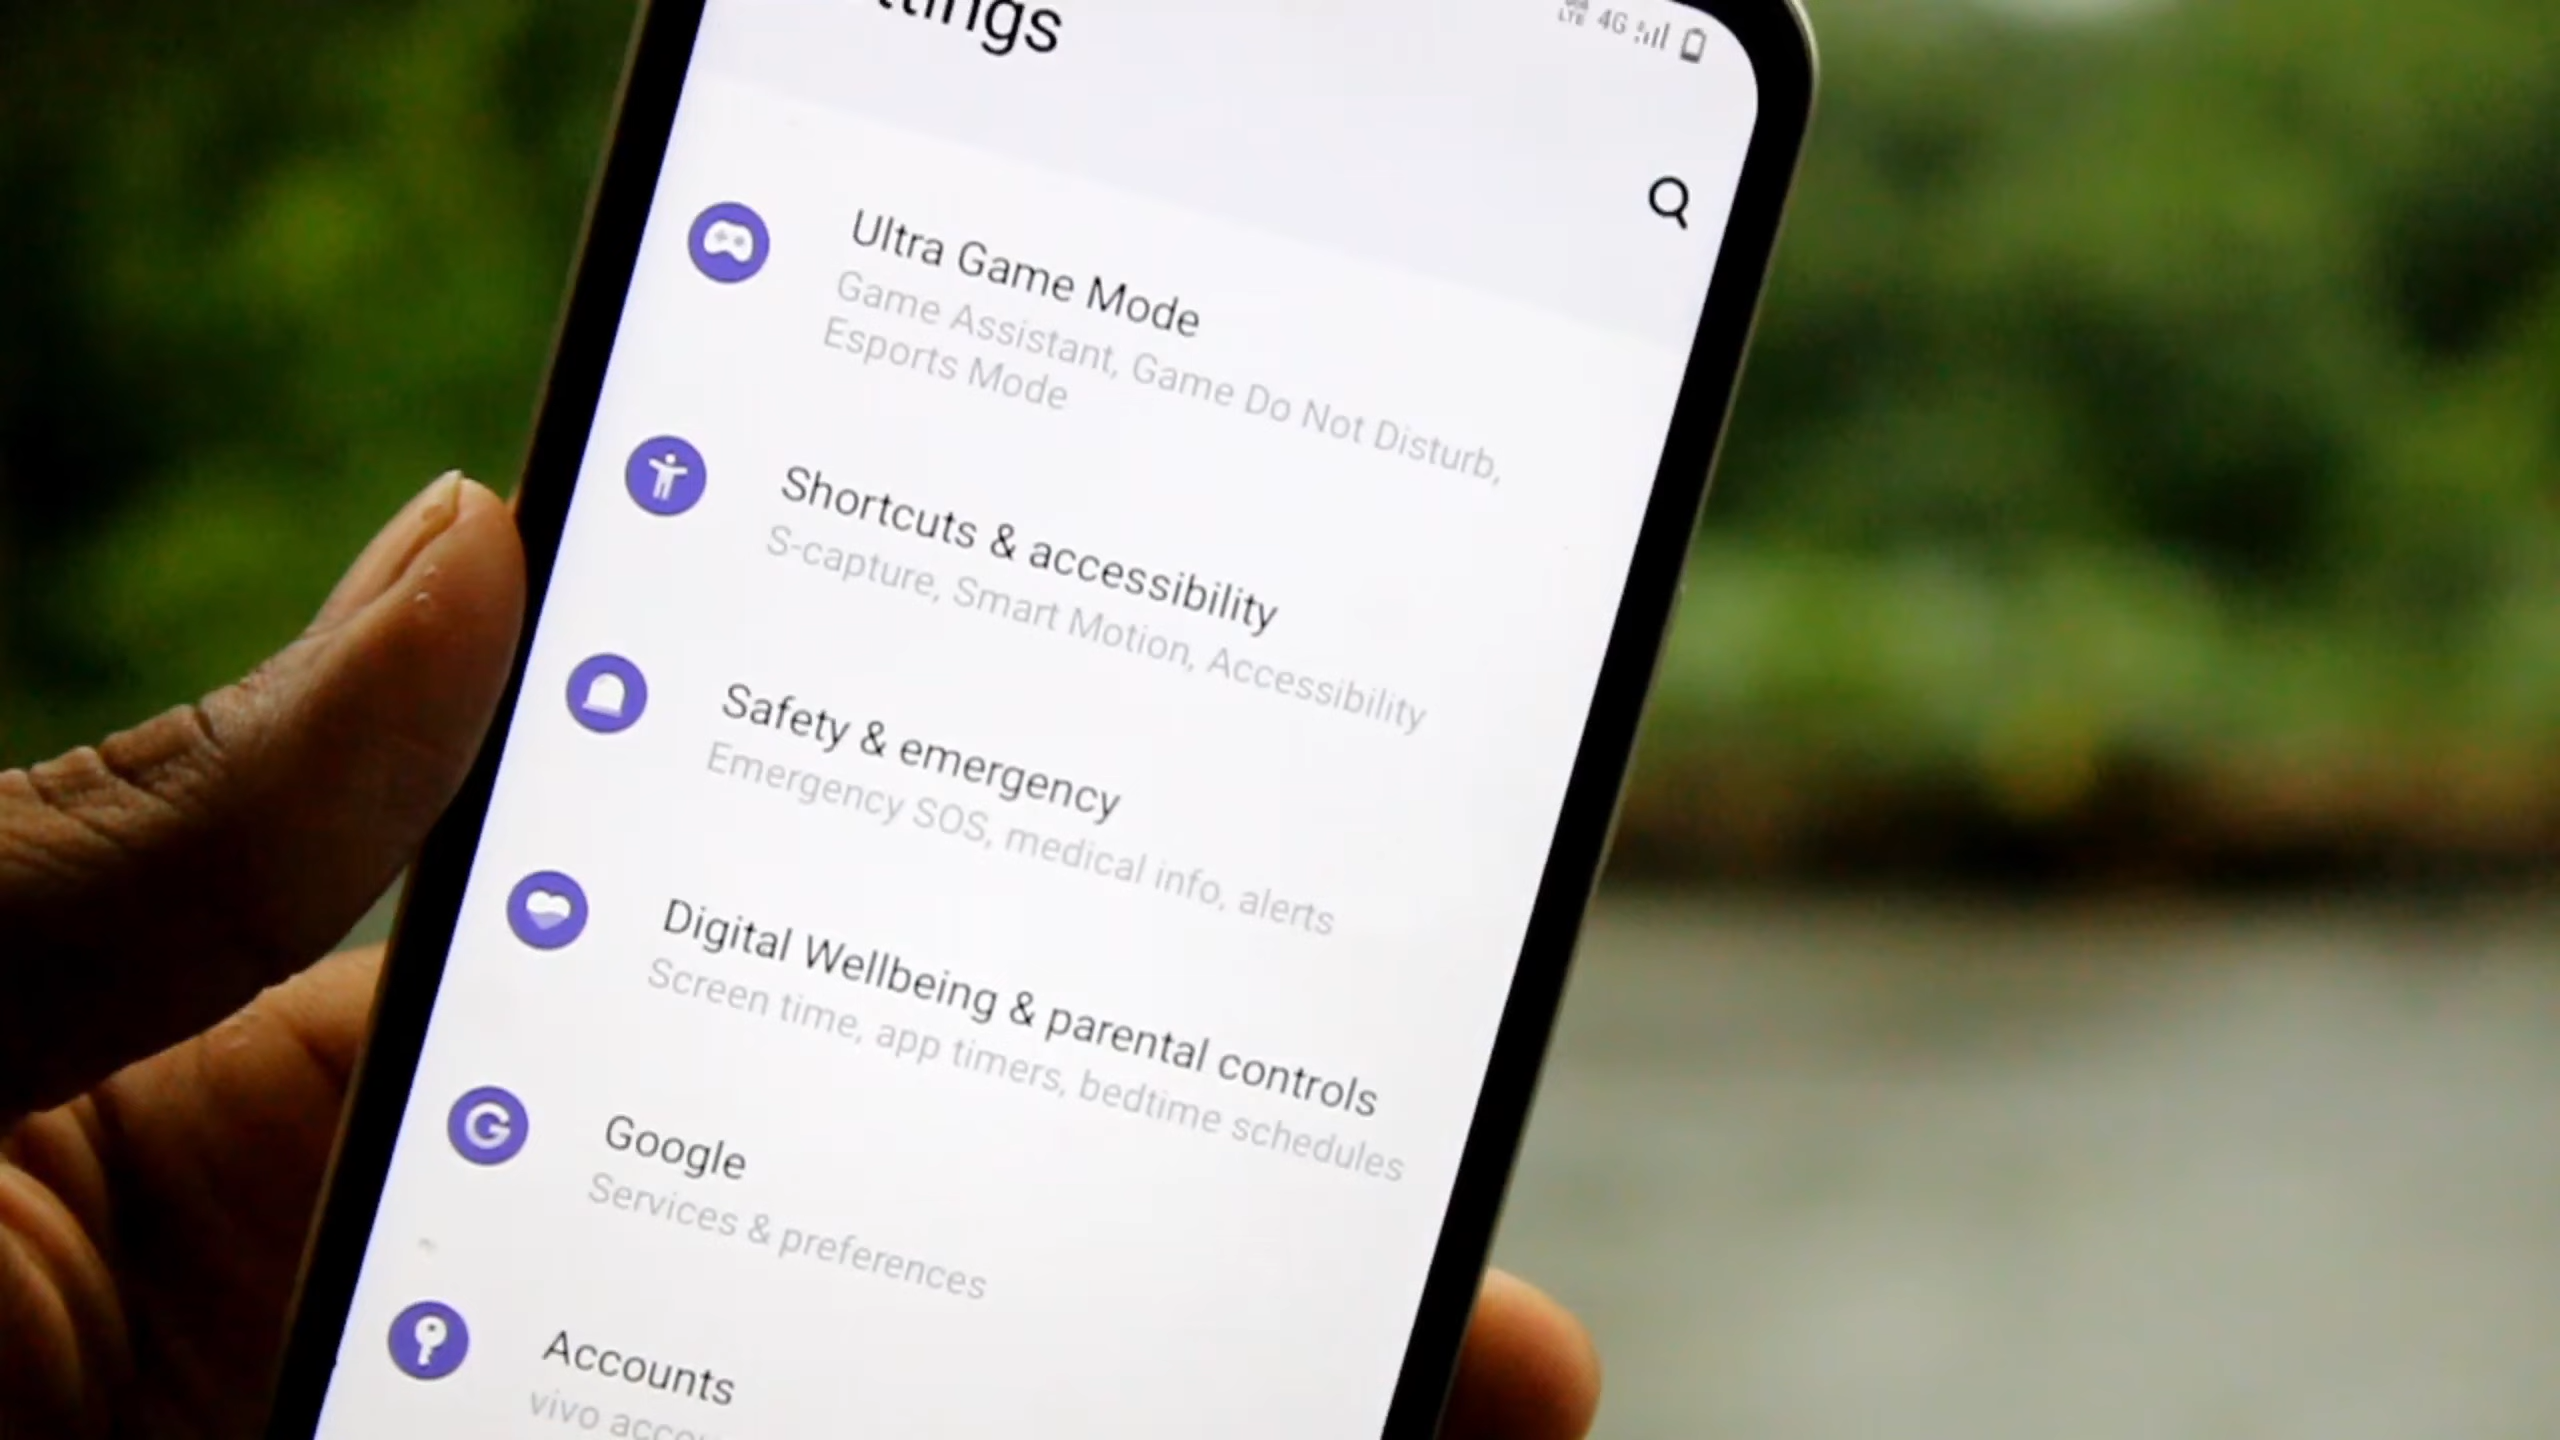 4G
LTE
Ultra Game Mode
Game Assistant, Game Do Not Disturb,
Esports Mode
Shortcuts & accessibility
S-capture, Smart Motion, Accessibility
Safety & emergency
Emergency SOS, medical info, alerts
Digital Wellbeing & parental controls
Screen time, app timers, bedtime schedules
Google
Services & preferences
Accounts
vivo